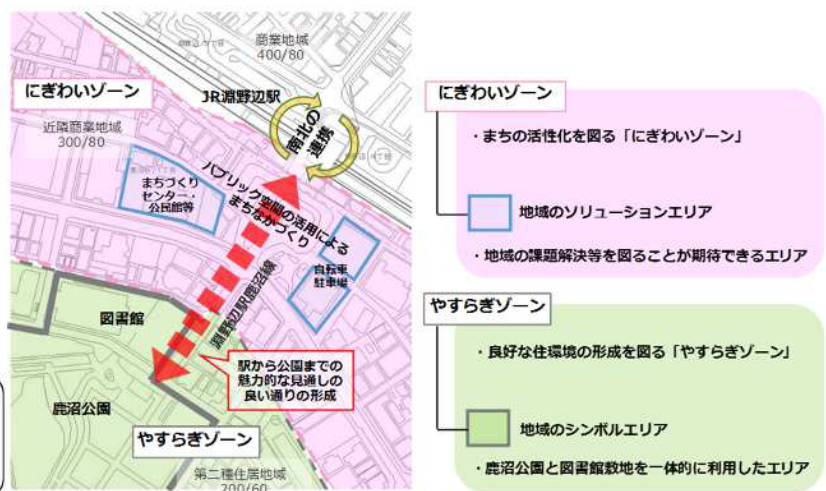 商業地域
400/80
にぎわいゾーン
JR淵野辺駅
近隣商業地域
300/80
南北の
連携
まちづくり
センター・
公民館等
パブリック空間の活用による
まちなかづくり
自転車
駐車場
淵野辺駅鹿沼線
図書館
駅から公園までの
魅力的な見通しの
良い通りの形成
鹿沼公園
やすらぎゾーン
第二種住居地域
200/60
にぎわいゾーン
・まちの活性化を図る「にぎわいゾーン」
地域のソリューションエリア
・地域の課題解決等を図ることが期待できるエリア
やすらぎゾーン
・良好な住環境の形成を図る「やすらぎゾーン」
地域のシンボルエリア
・鹿沼公園と図書館敷地を一体的に利用したエリア